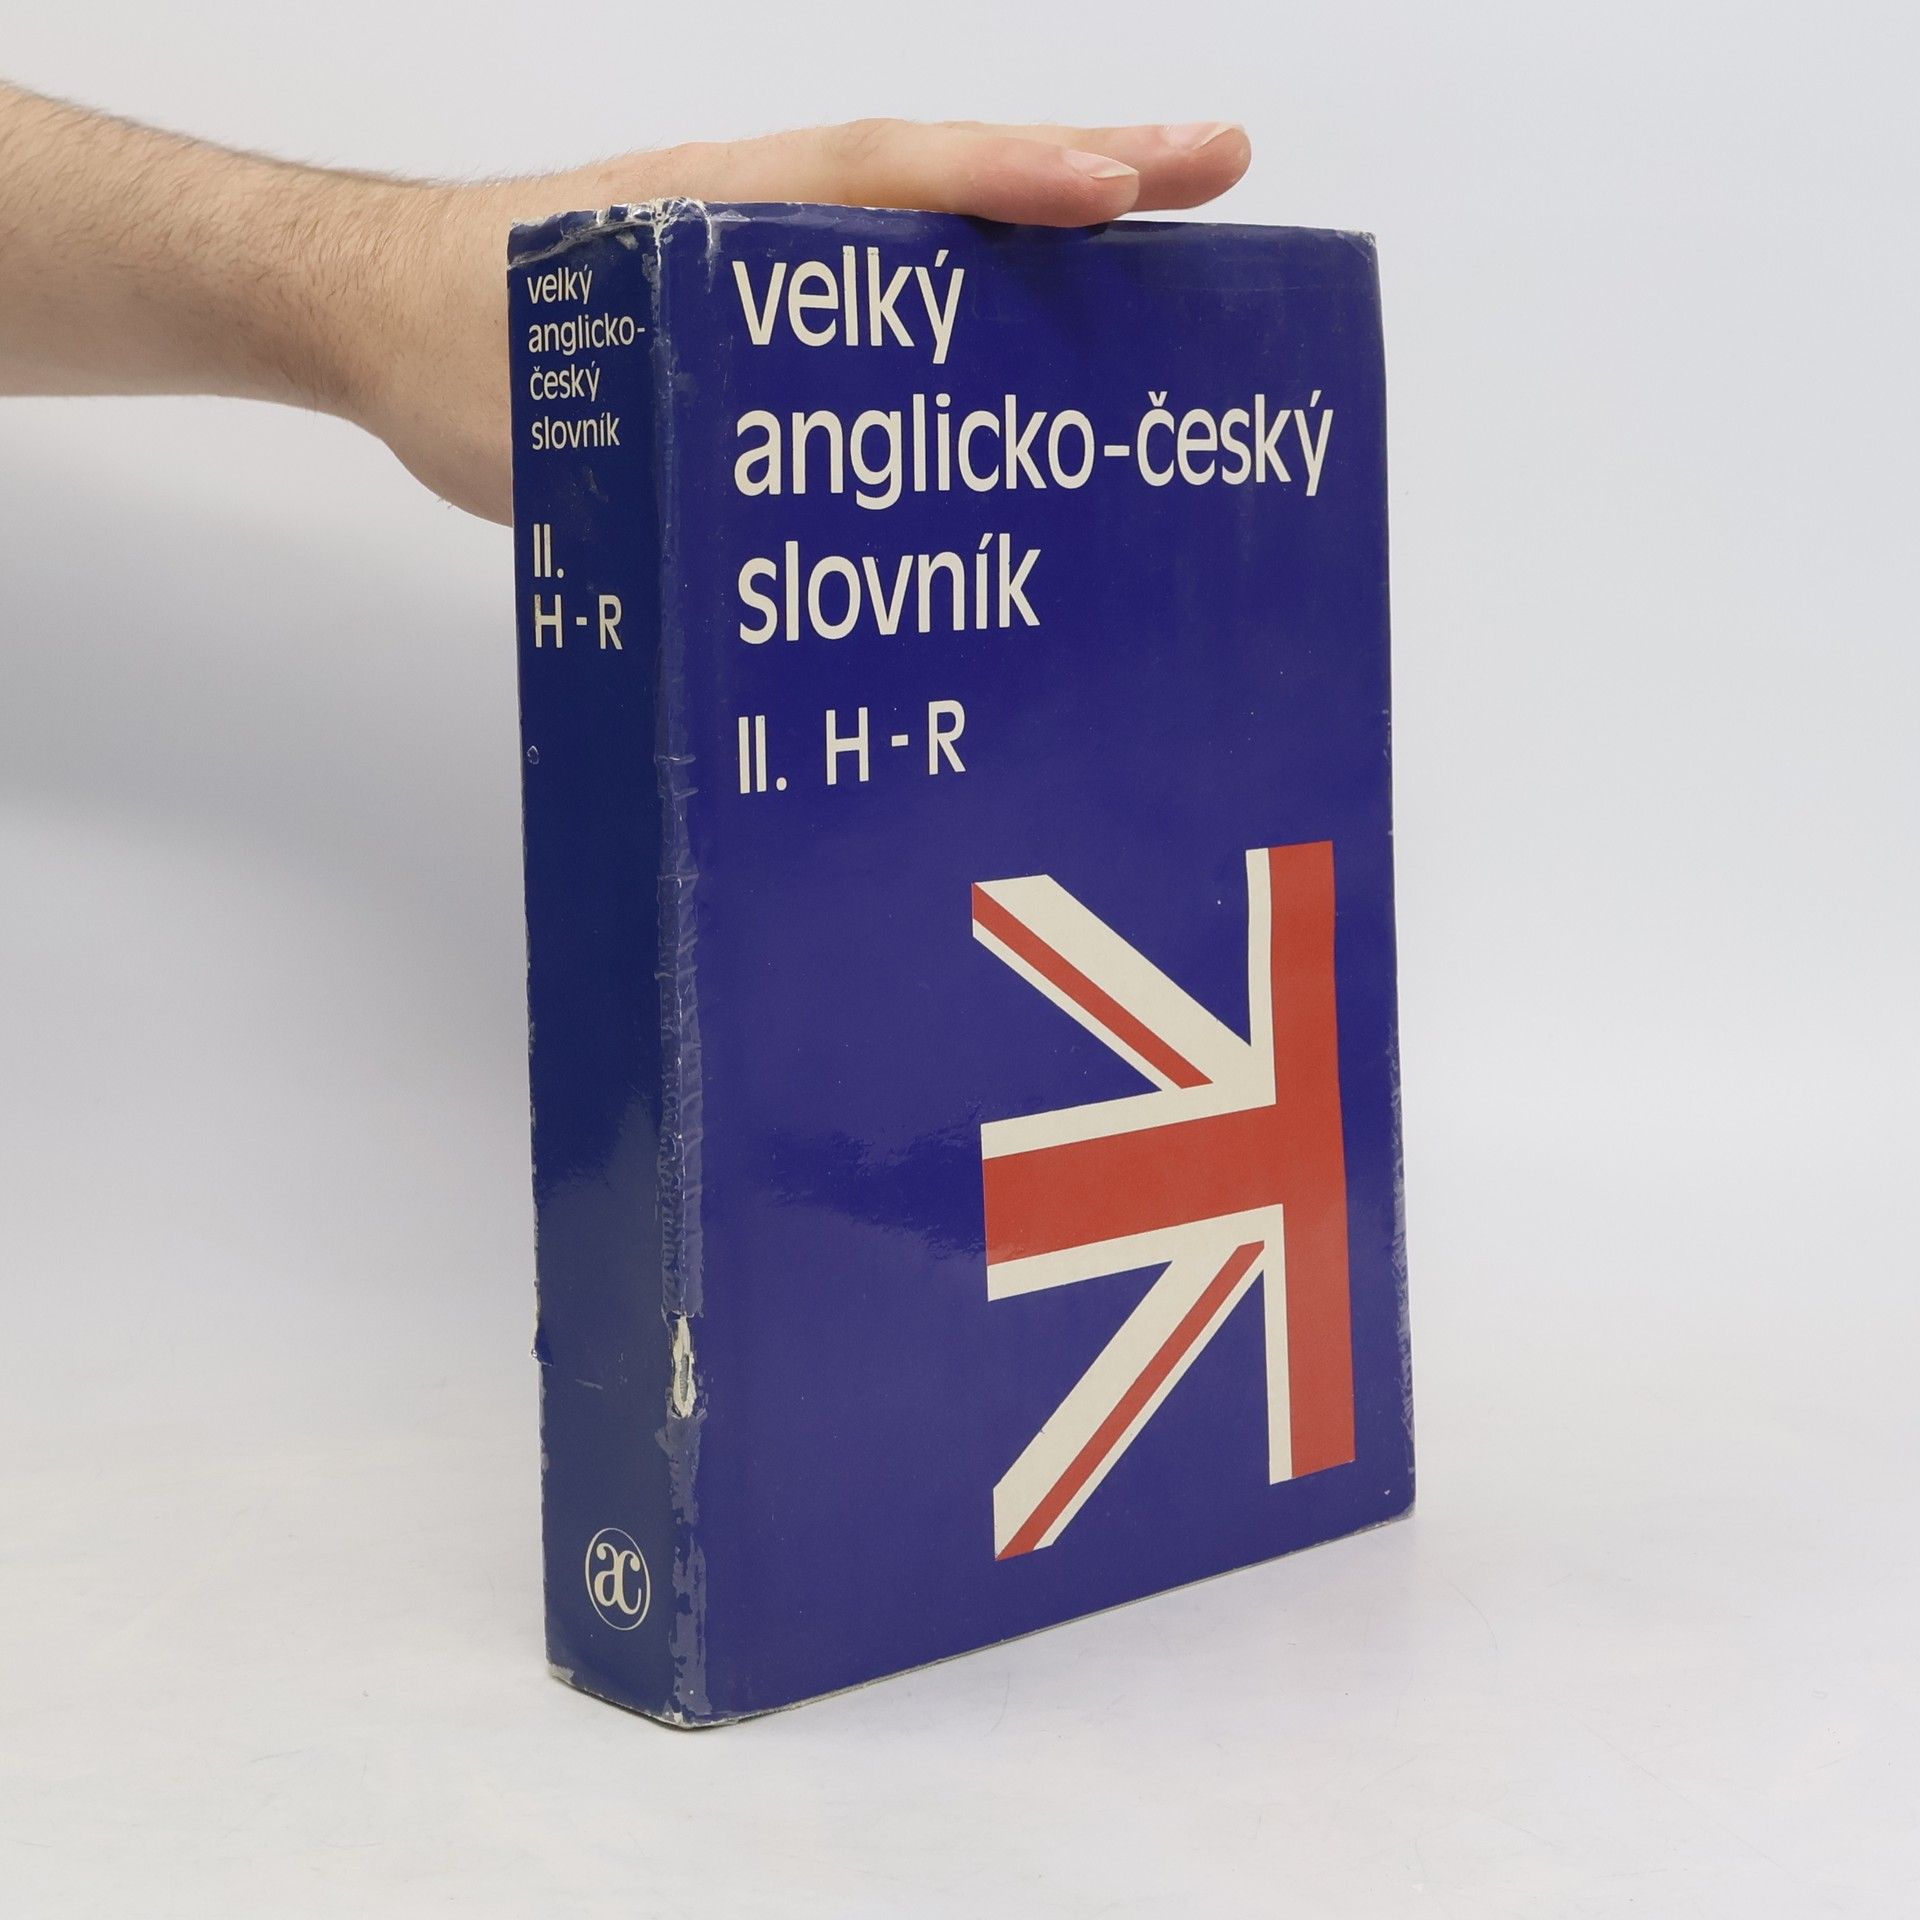 velký
anglicko-
český
slovník
II.
H-R
ac
velký
anglicko-český
slovník
II. H-R